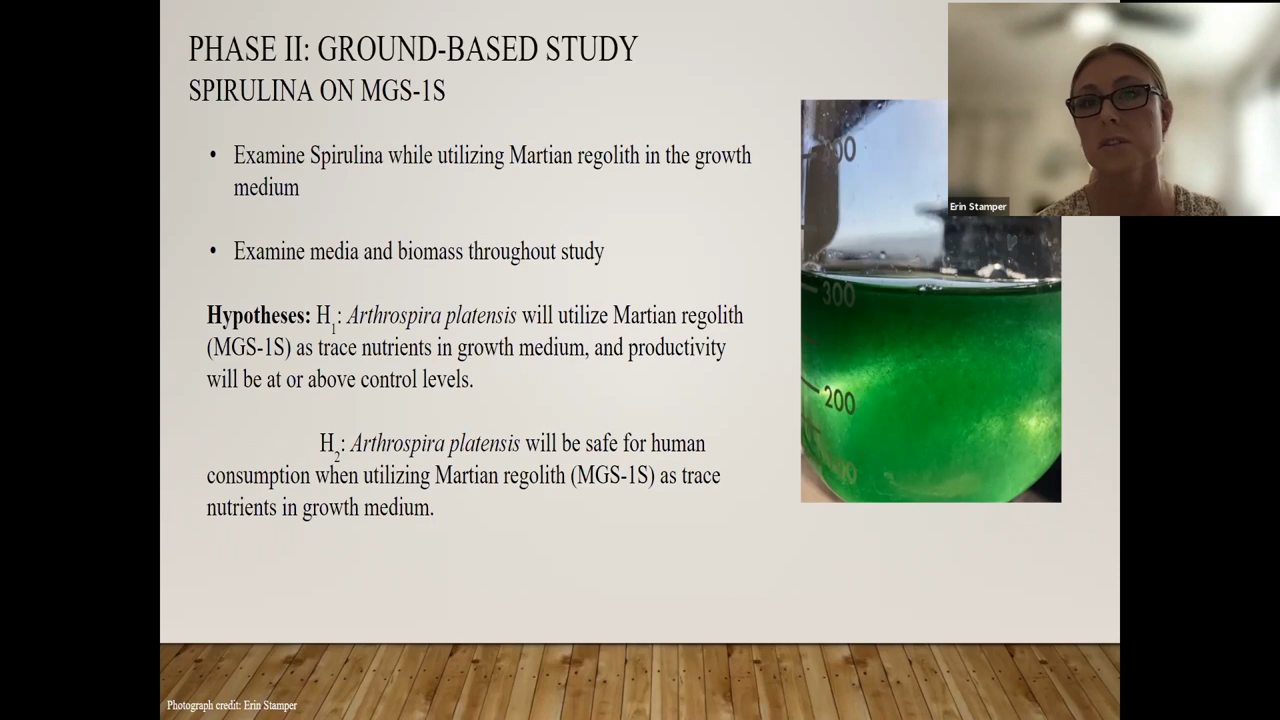 PHASE II: GROUND-BASED STUDY
SPIRULINA ON MGS-1S
• Examine Spirulina while utilizing Martian regolith in the growth
medium
• Examine media and biomass throughout study
Hypotheses: H1: Arthrospira platensis will utilize Martian regolith
(MGS-1S) as trace nutrients in growth medium, and productivity
will be at or above control levels.
H2: Arthrospira platensis will be safe for human
consumption when utilizing Martian regolith (MGS-1S) as trace
nutrients in growth medium.
300
200
Erin Stamper
Photograph credit: Erin Stamper